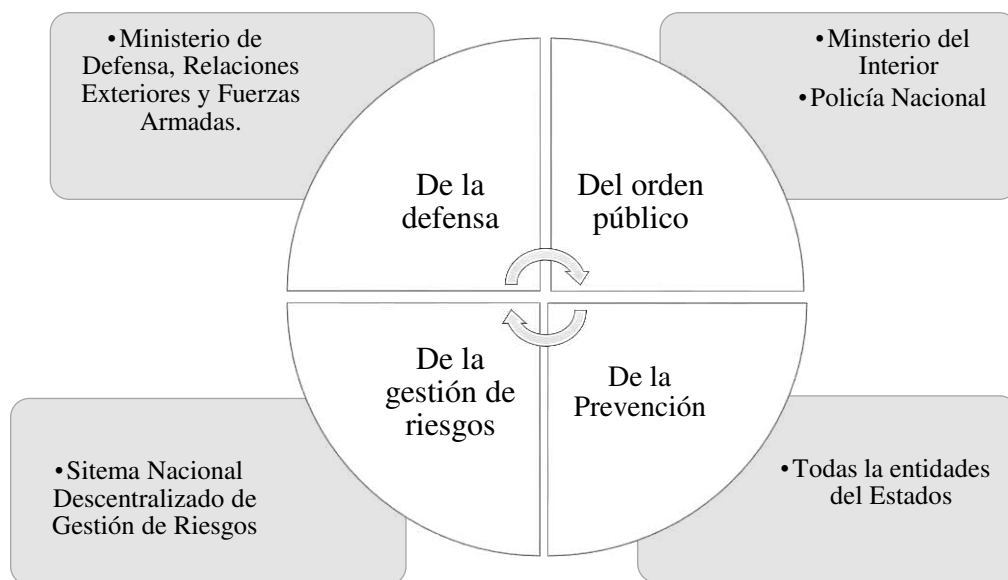 •Ministerio de
Defensa, Relaciones
Exteriores y Fuerzas
Armadas.
•Minsterio del
Interior
•Policía Nacional
De la
defensa
Del orden
público
De la
gestión de
riesgos
De la
Prevención
•Sitema Nacional
Descentralizado de
Gestión de Riesgos
•Todas la entidades
del Estados